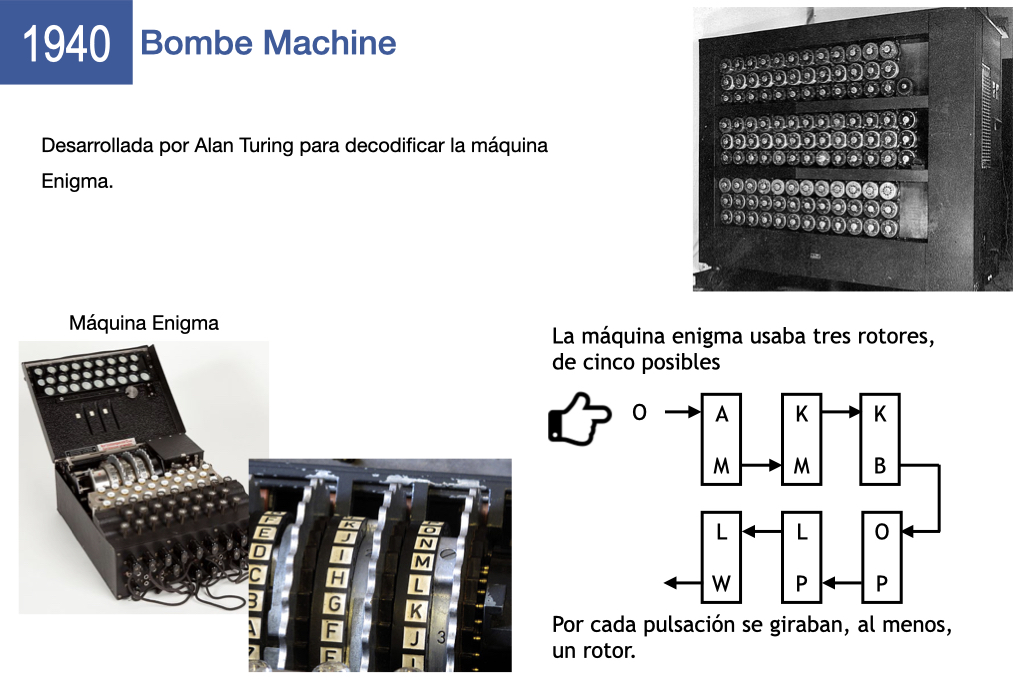 1940
Bombe Machine
Desarrollada por Alan Turing para decodificar la máquina
Enigma.
Máquina Enigma
La máquina enigma usaba tres rotores,
de cinco posibles
O A K K
M M B
L L O
W P P
Por cada pulsación se giraban, al menos,
un rotor.
F
E
D
C
B
A
K
J
I
H
G
F
E
O
N
M
L
K
J
I
3